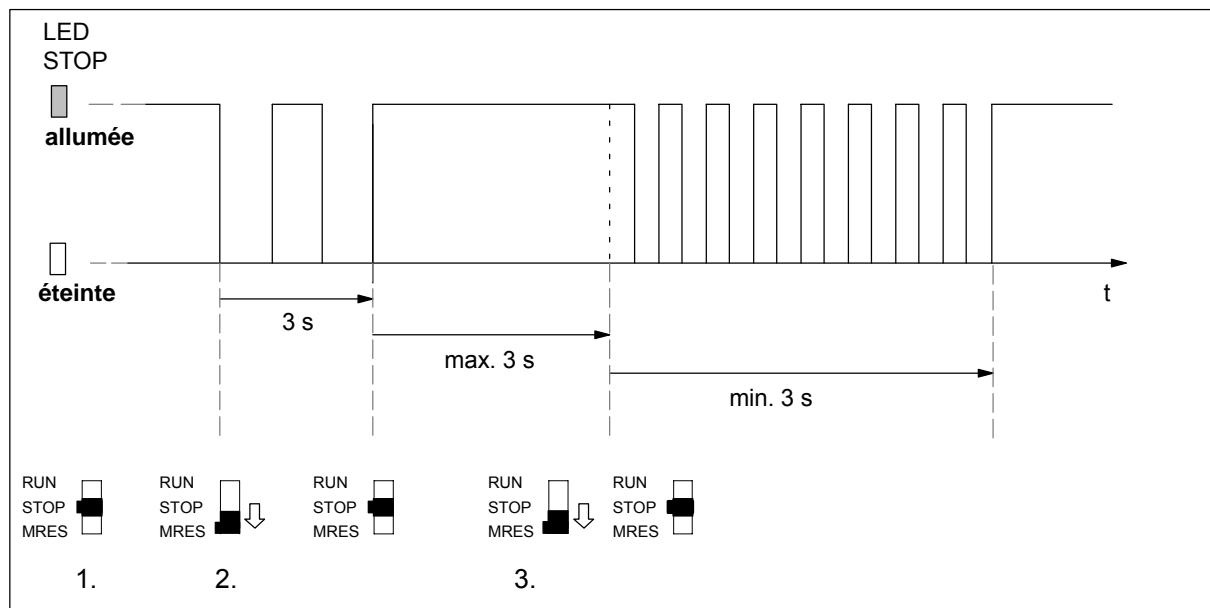 LED
STOP
allumée
éteinte
t
3 s
max. 3 s
min. 3 s
RUN
STOP
MRES
RUN
STOP
MRES
RUN
STOP
MRES
RUN
STOP
MRES
RUN
STOP
MRES
1.
2.
3.